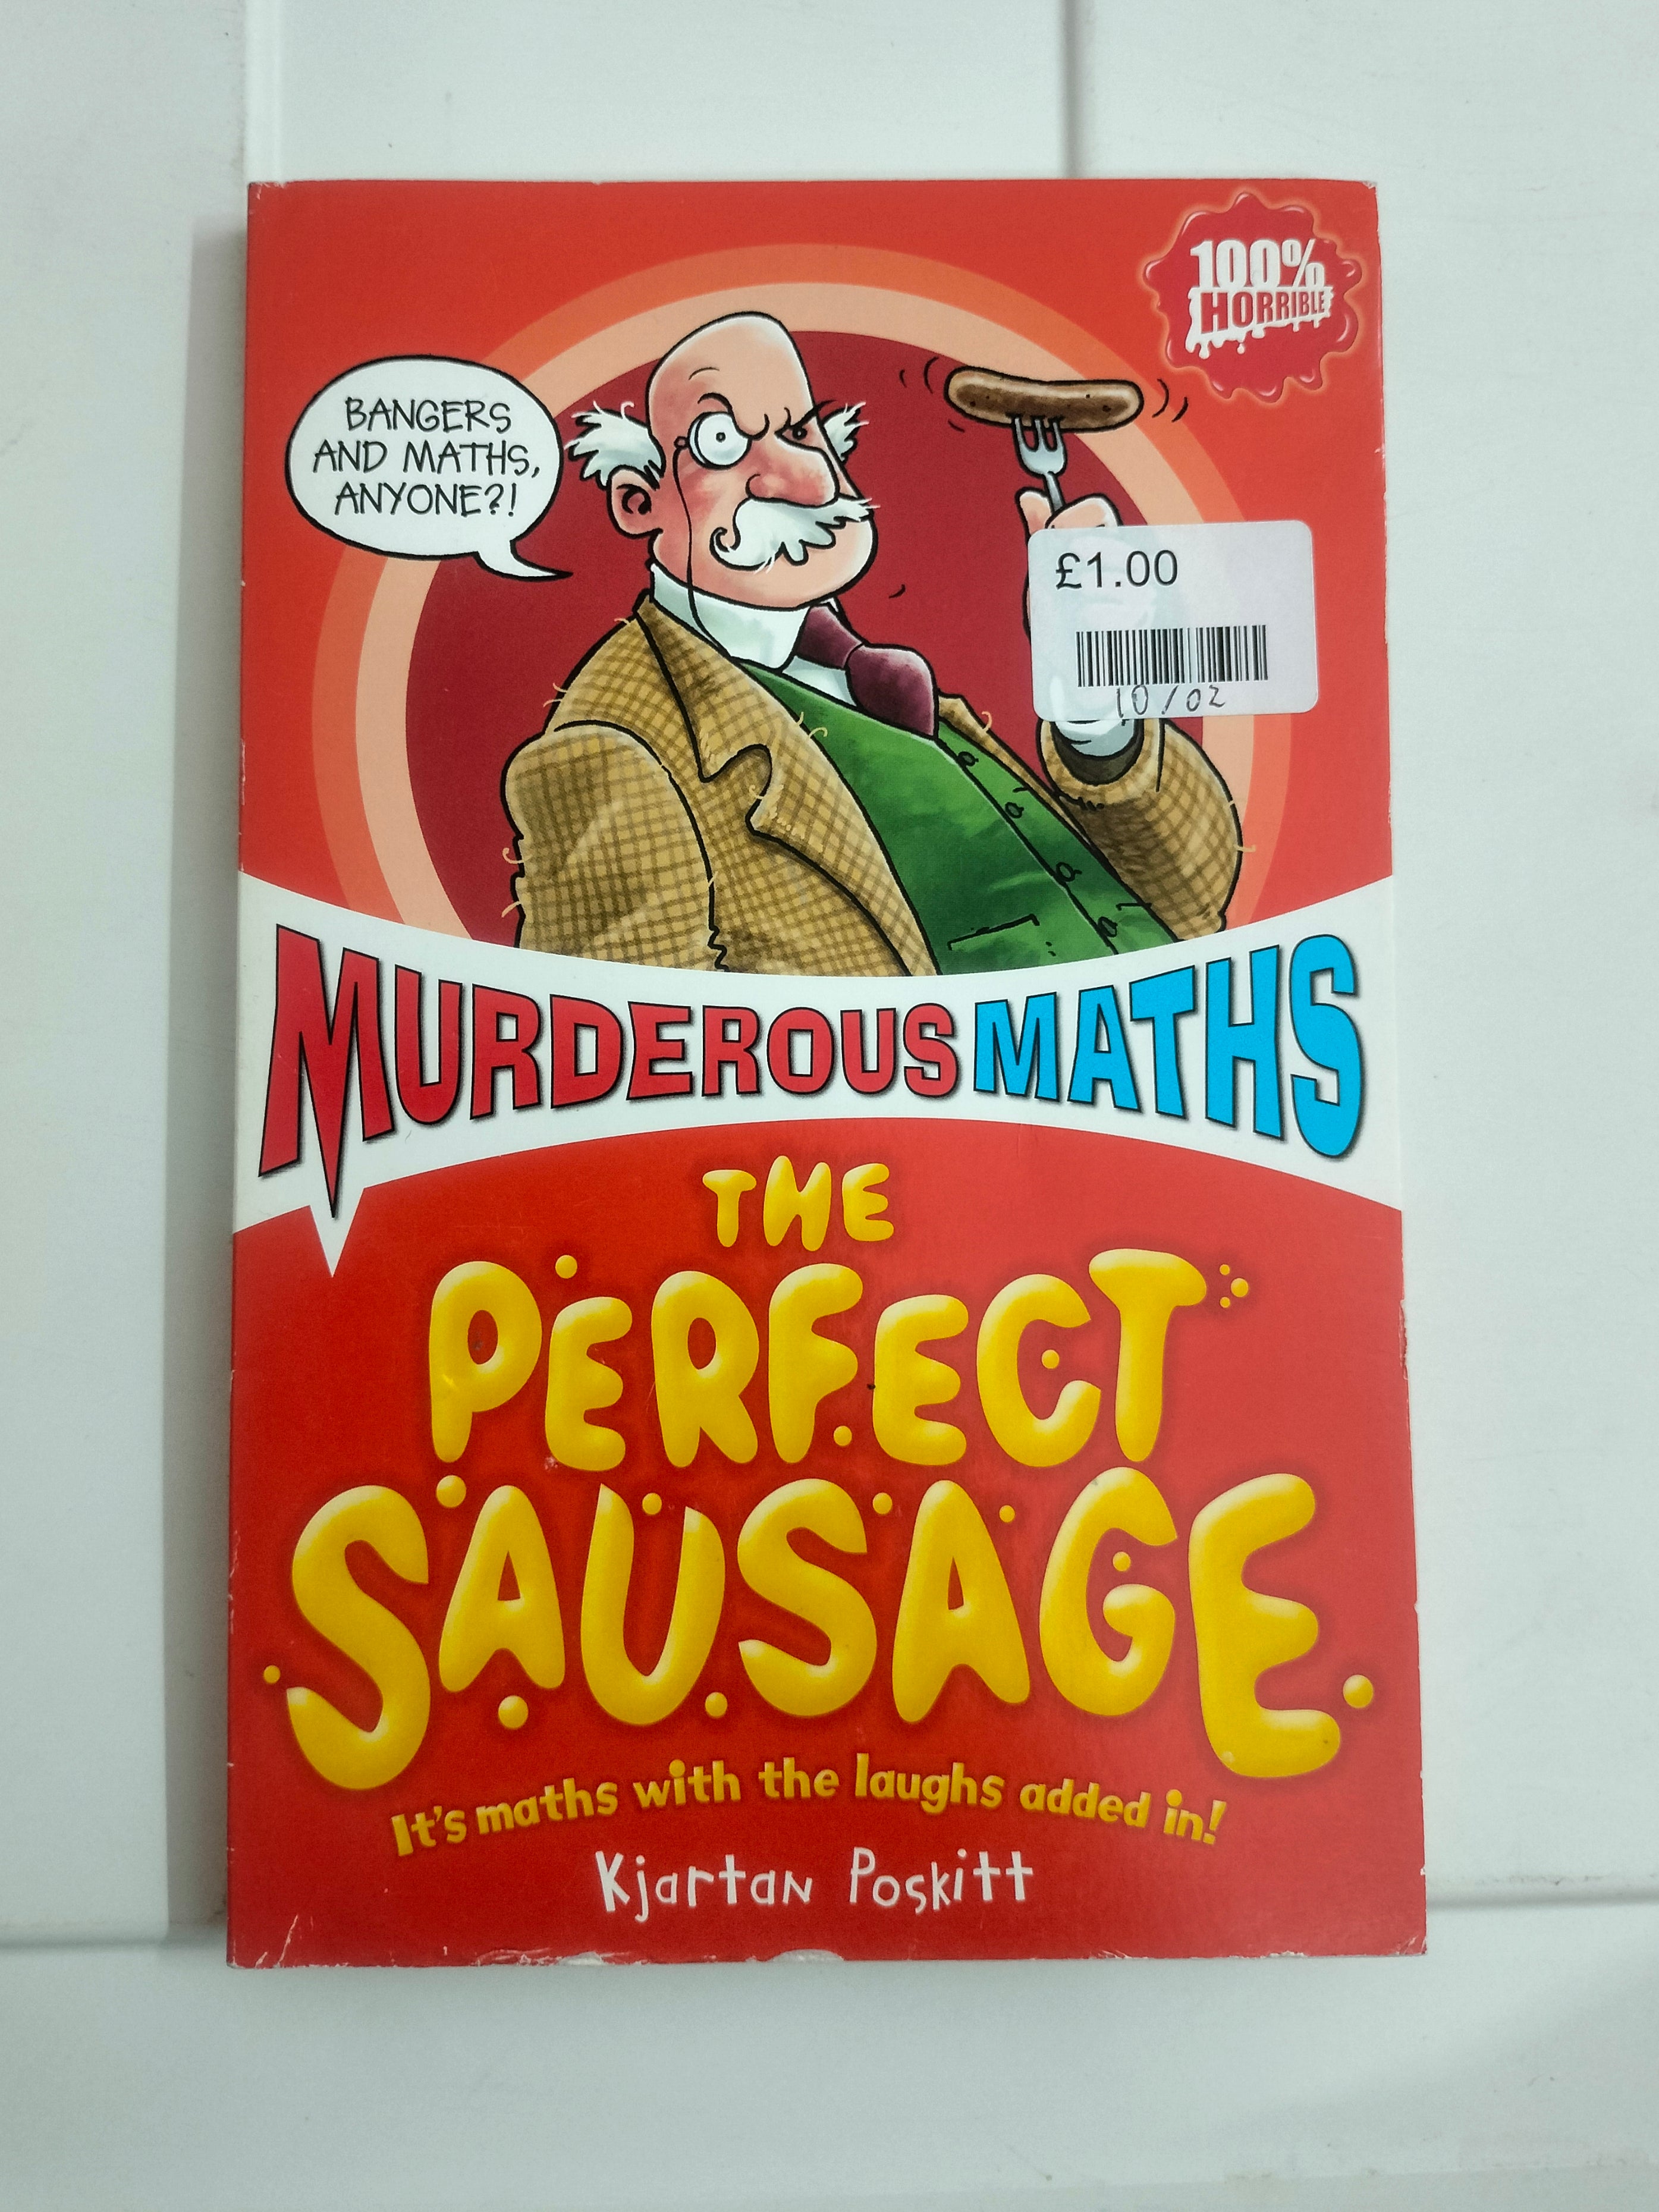 100%
HORRIBLE
BANGERS
AND MATHS,
ANYONE?!
£1.00
10/02
MURDEROUS MATHS
THE
PERFECT
SAUSAGE
It's maths with the laughs added in!
Kjartan Poskitt